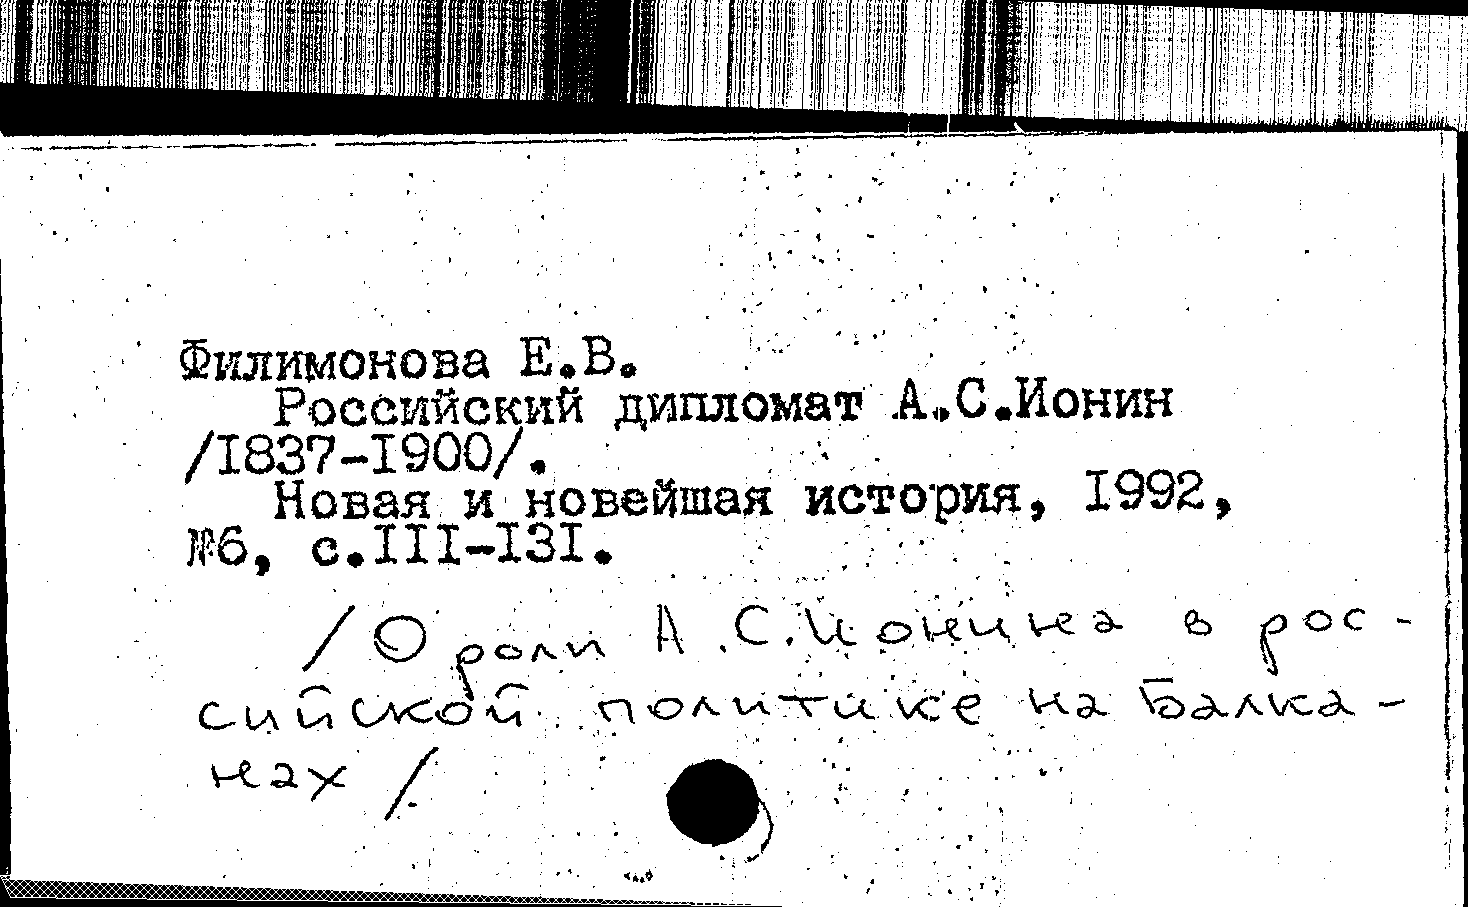 Филимонова Е.В.
Российский дипломат А.С.Ионин
/I837-I900/.
Новая и новейшая история, I992,
№6, с.III-I3I.
/О роли А.С.Ионина в рос-
сийской политике на Балка-
нах/.